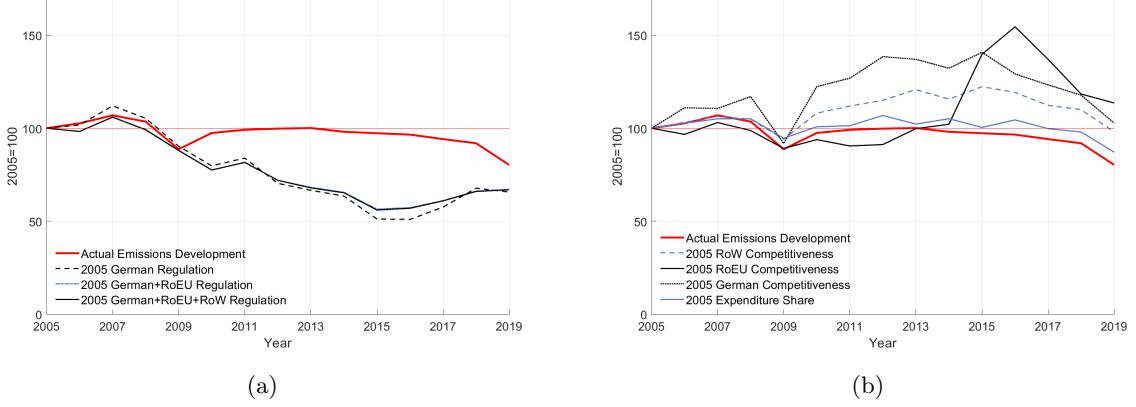 150
100
50
0
2005=100
Actual Emissions Development
2005 German Regulation
2005 German+RoEU Regulation
2005 German+RoEU+RoW Regulation
2005 2007 2009 2011 2013 2015 2017 2019
Year
(a)
150
100
50
0
2005=100
Actual Emissions Development
2005 RoW Competitiveness
2005 RoEU Competitiveness
2005 German Competitiveness
2005 Expenditure Share
2005 2007 2009 2011 2013 2015 2017 2019
Year
(b)